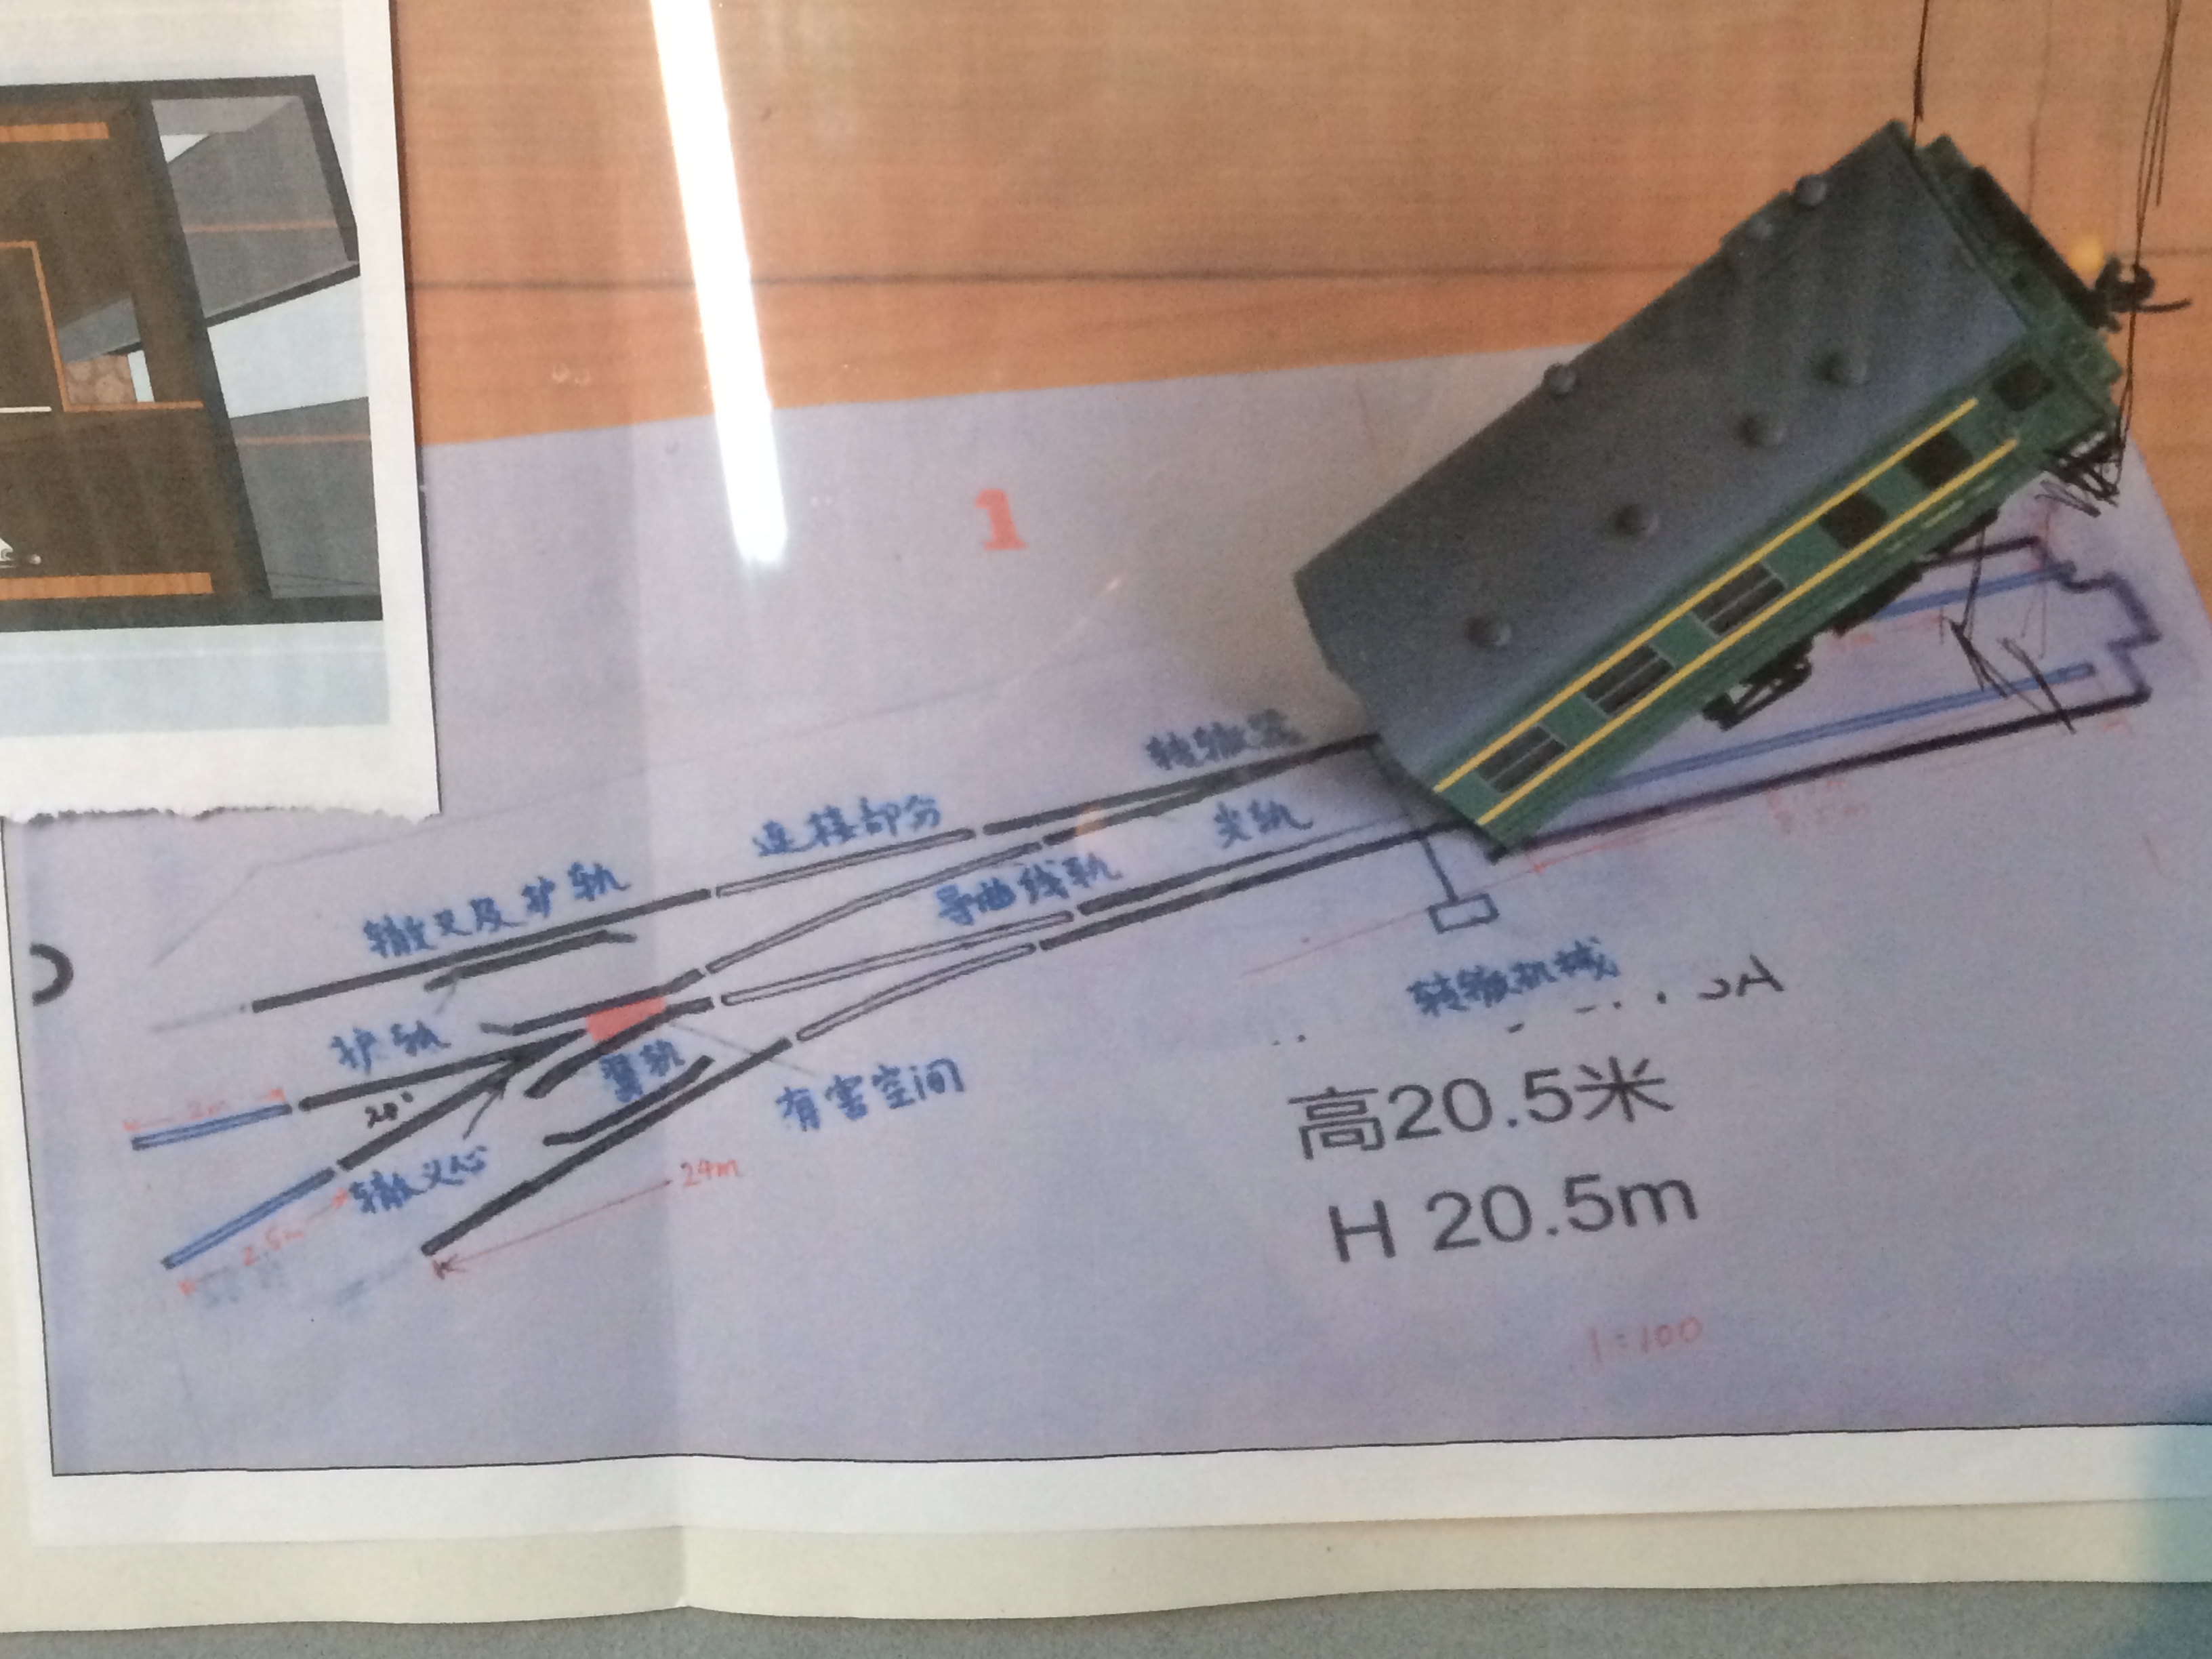 1
转辙器
连接部分
尖轨
辙叉及护轨
导曲线轨
转辙机械
护轨
翼轨
有害空间
2m
20°
辙叉心
24m
2.5m
高20.5米
H 20.5m
1:100